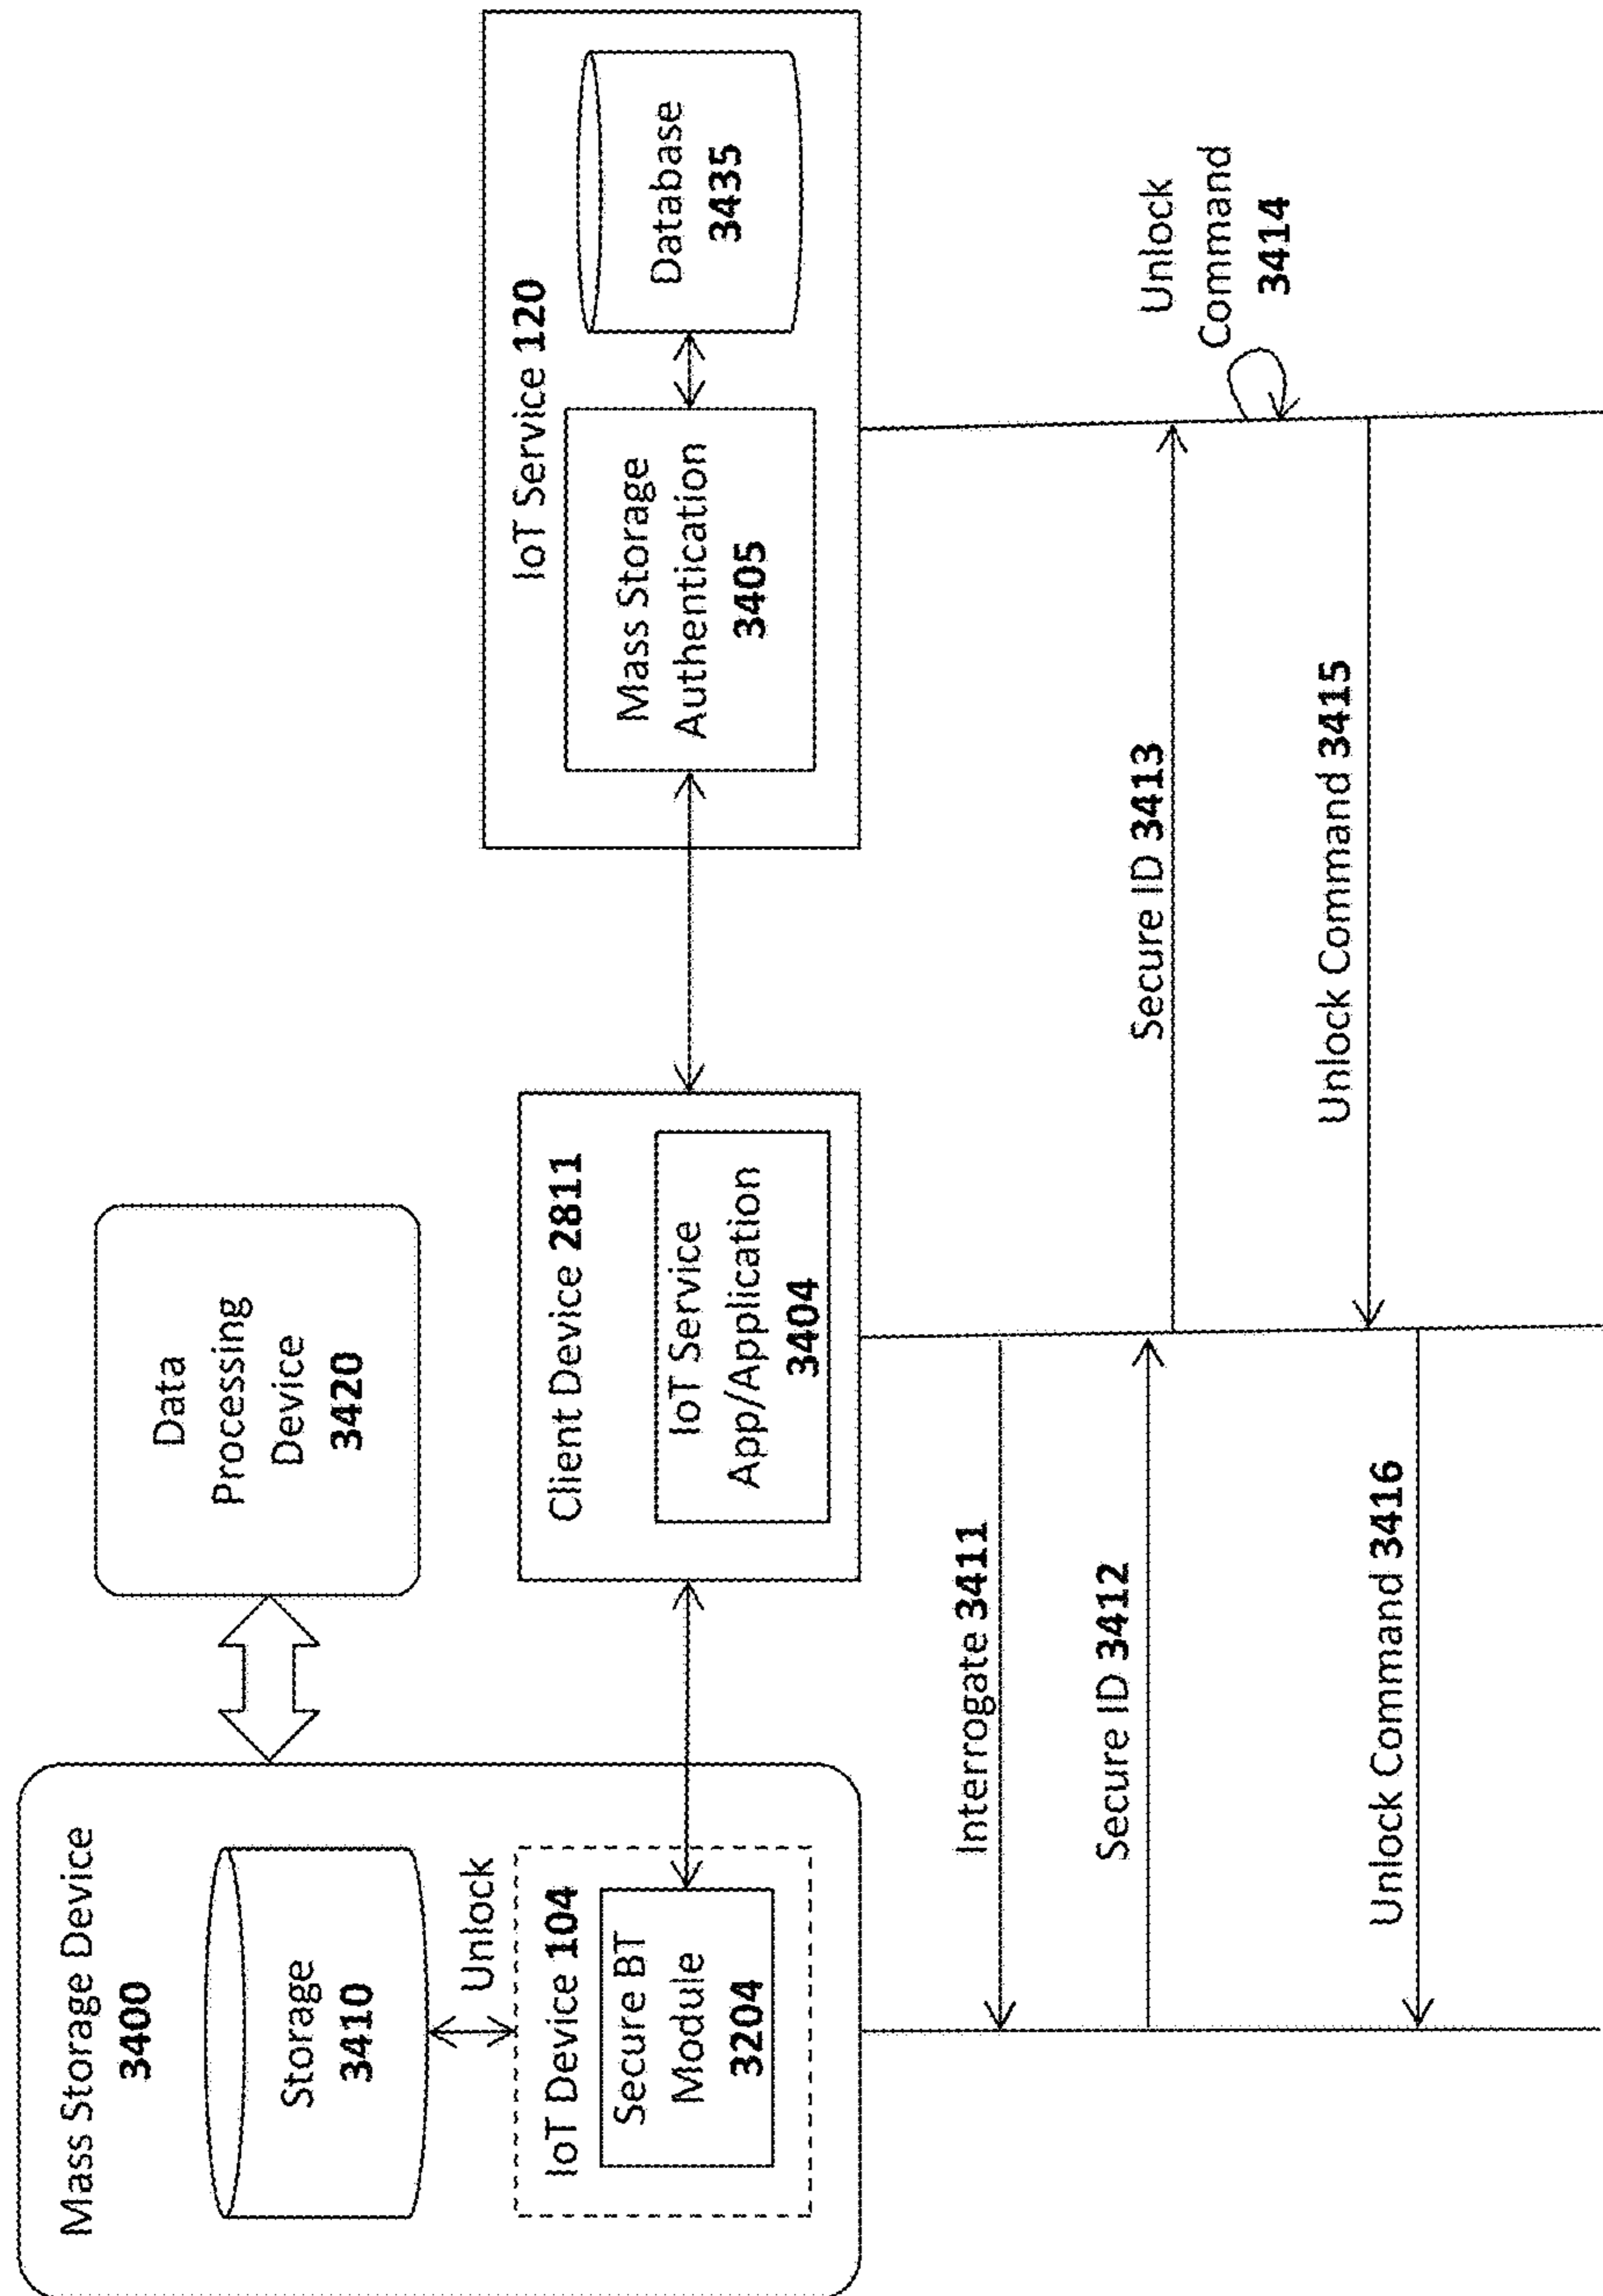 Mass Storage Device
3400
Storage
3410
Unlock
IoT Device 104
Secure BT
Module
3204
Data
Processing
Device
3420
Client Device 2811
IoT Service
App/Application
3404
IoT Service 120
Mass Storage
Authentication
3405
Database
3435
Interrogate 3411
Secure ID 3412
Secure ID 3413
Unlock
Command
3414
Unlock Command 3415
Unlock Command 3416